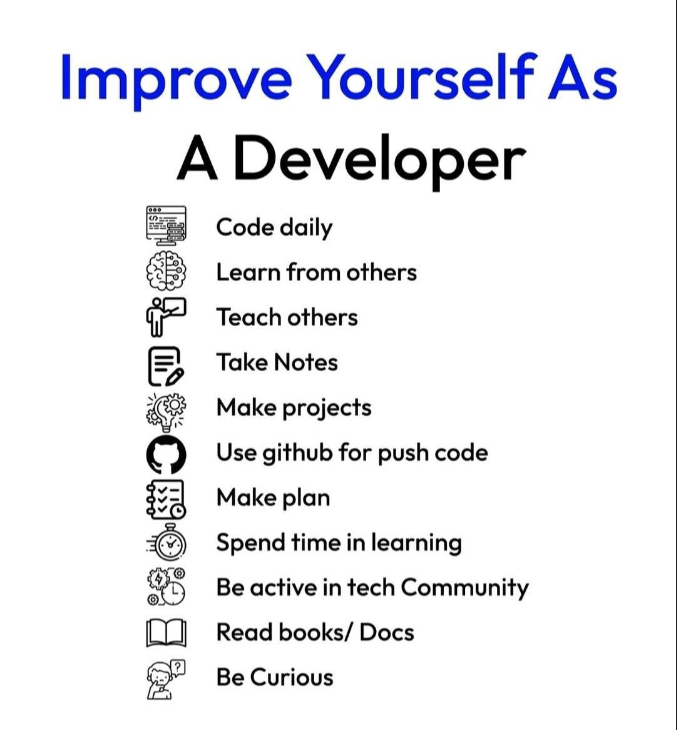 Improve Yourself As
A Developer
Code daily
Learn from others
Teach others
Take Notes
Make projects
Use github for push code
Make plan
Spend time in learning
Be active in tech Community
Read books/ Docs
Be Curious